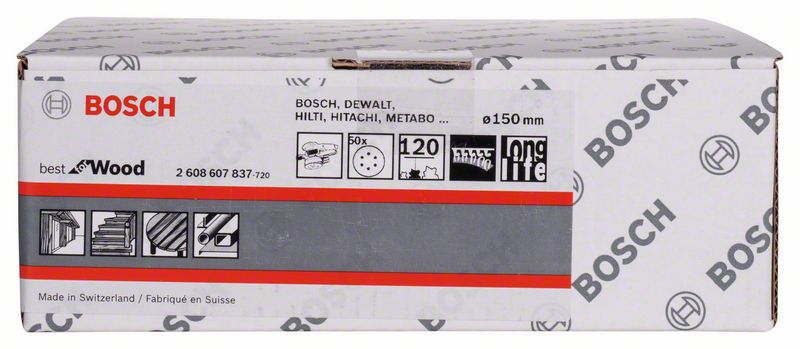 BOSCH
BOSCH, DEWALT,
HILTI, HITACHI, METABO ...
ø150 mm
best for Wood
2 608 607 837-720
50x
120
long
life
Made in Switzerland / Fabriqué en Suisse
BOSCH
BOSCH
BOSCH
BOSCH